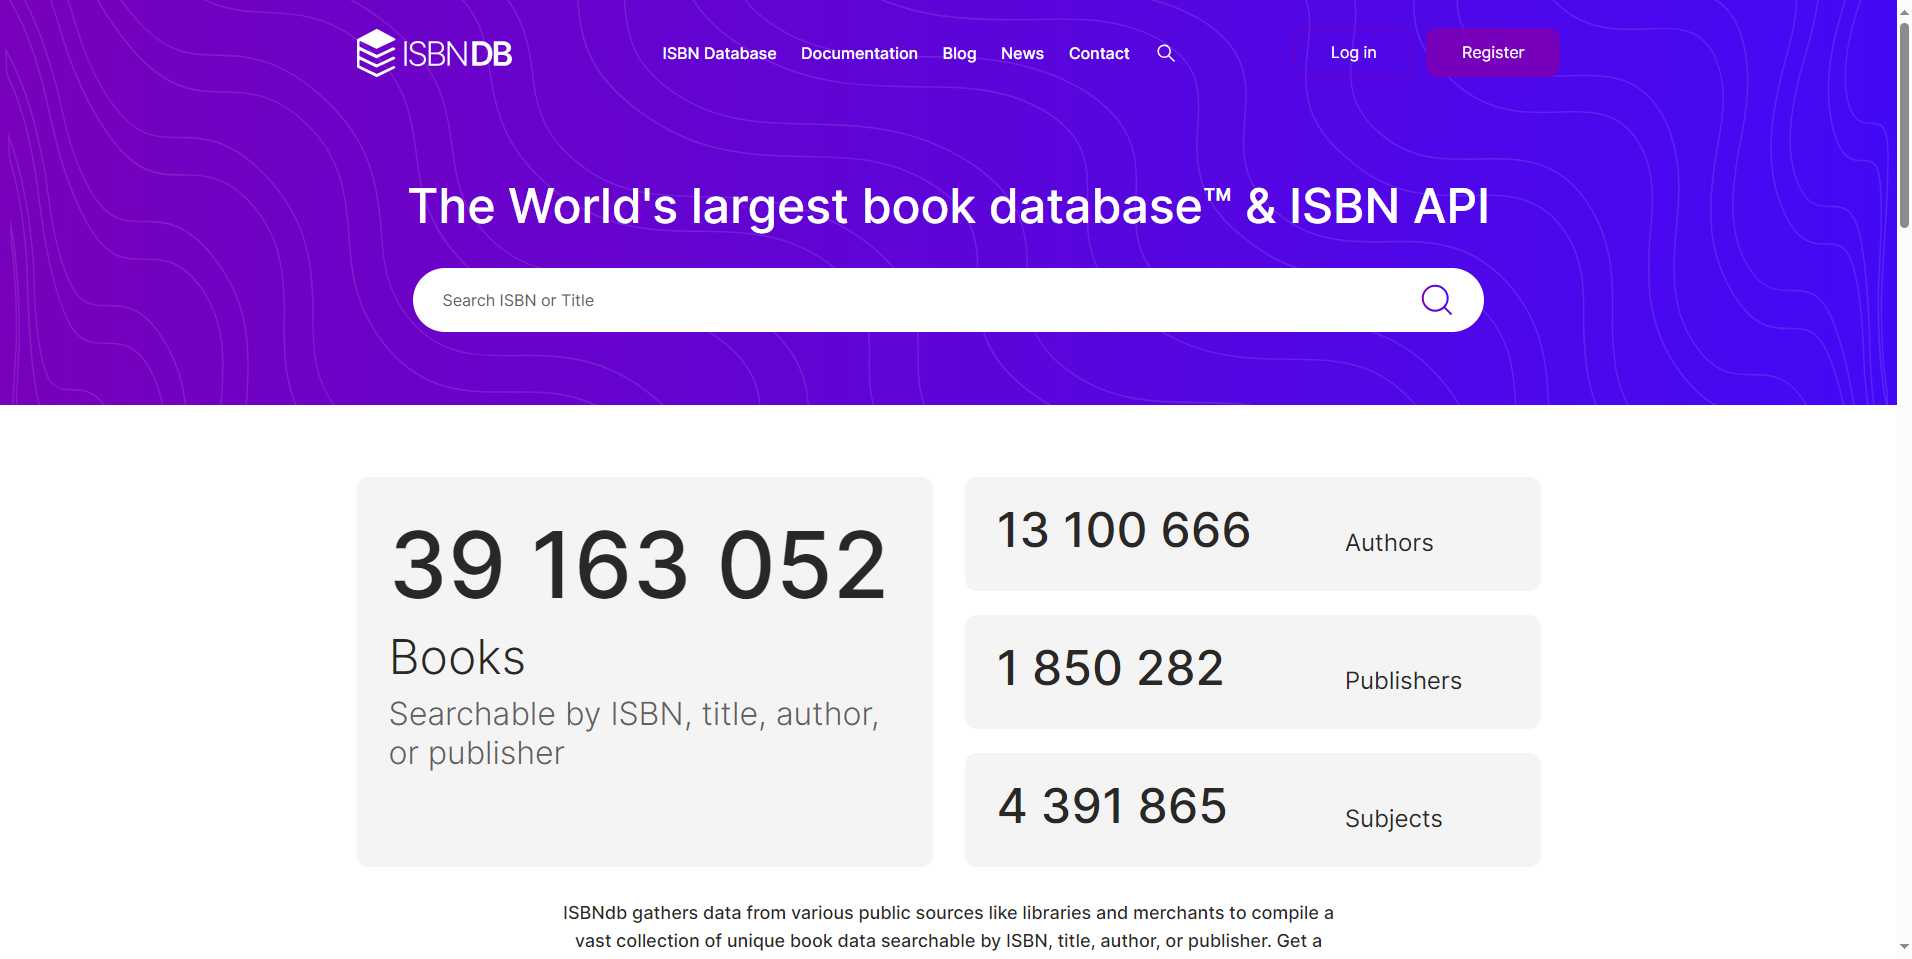 ISBNDB
ISBN Database
Documentation
Blog
News
Contact
Log in
Register
The World's largest book database™ & ISBN API
Search ISBN or Title
39 163 052
Books
Searchable by ISBN, title, author,
or publisher
13 100 666
Authors
1 850 282
Publishers
4 391 865
Subjects
ISBNdb gathers data from various public sources like libraries and merchants to compile a
vast collection of unique book data searchable by ISBN, title, author, or publisher. Get a